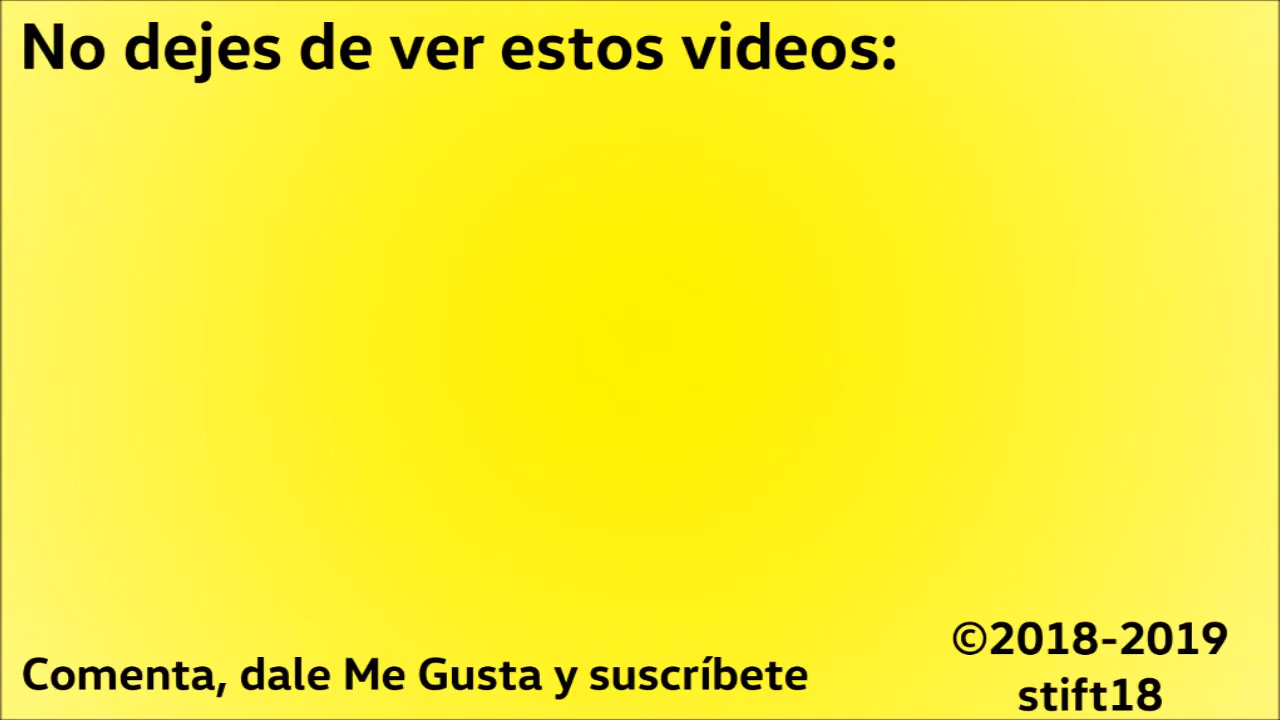 No dejes de ver estos videos:
Comenta, dale Me Gusta y suscríbete
©2018-2019
stift18